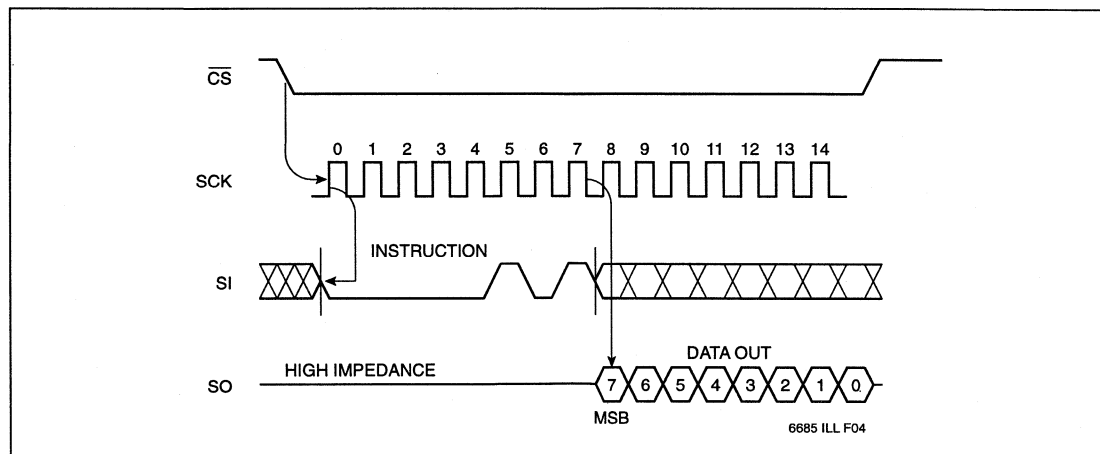 CS
0 1 2 3 4 5 6 7 8 9 10 11 12 13 14
SCK
INSTRUCTION
SI
DATA OUT
HIGH IMPEDANCE
SO
7 6 5 4 3 2 1 0
MSB
6685 ILL F04